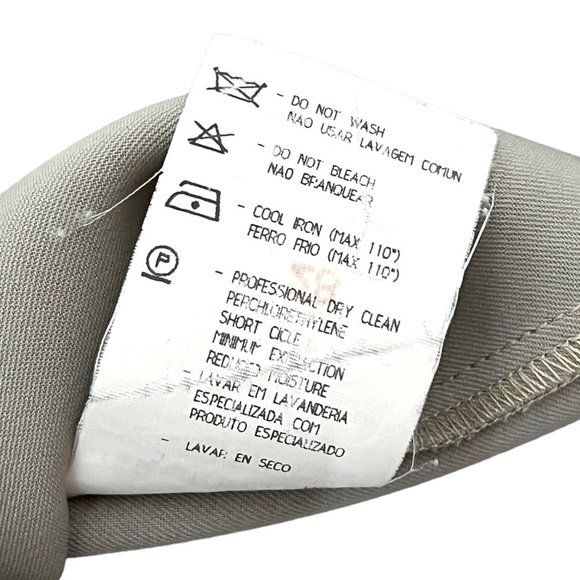 - DO NOT WASH
NAO USAR LAVAGEM COMUN
- DO NOT BLEACH
NAO BRANQUEAR
- COOL IRON (MAX 110°)
FERRO FRIO (MAX 110°)
P
- PROFESSIONAL DRY CLEAN
PERCHLORETHYLENE
SHORT CICLE
MINIMUM EXTRACTION
REDUCED MOISTURE
- LAVAR EM LAVANDERIA
ESPECIALIZADA COM
PRODUTO ESPECIALIZADO
- LAVAR EN SECO